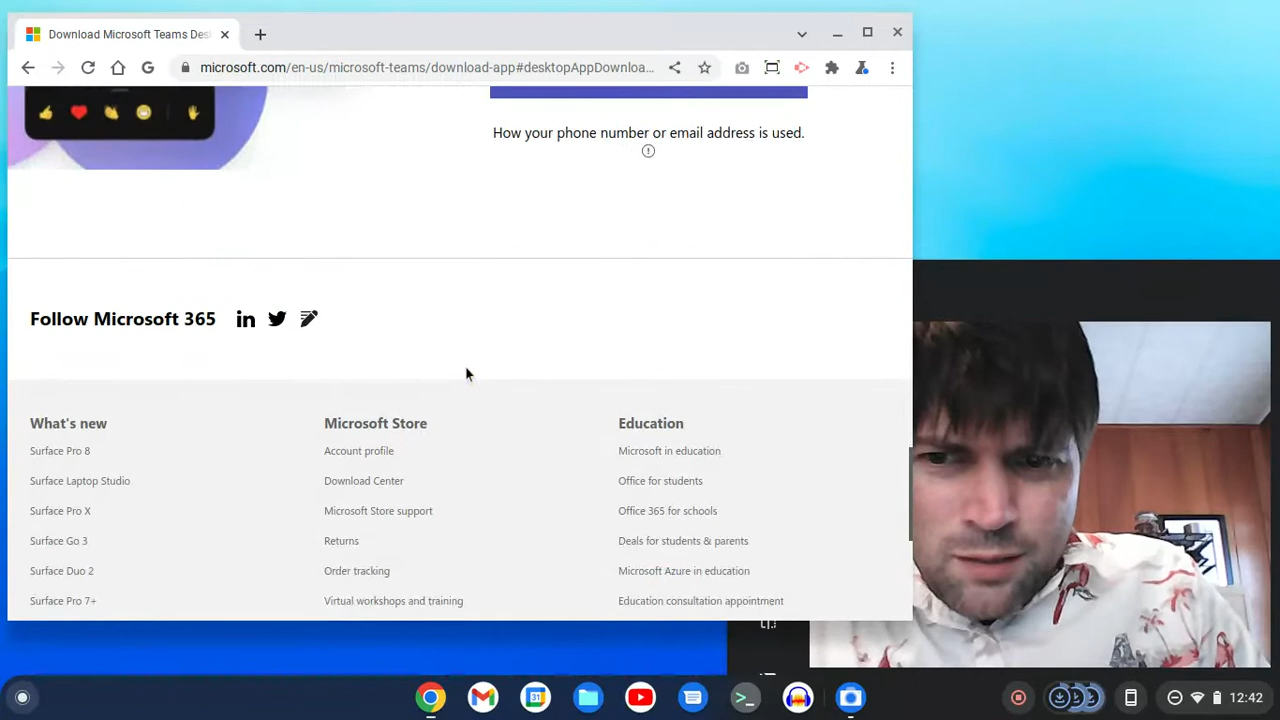 Download Microsoft Teams Des
microsoft.com/en-us/microsoft-teams/download-app#desktopAppDownloa...
How your phone number or email address is used.
Follow Microsoft 365
What's new
Surface Pro 8
Surface Laptop Studio
Surface Pro X
Surface Go 3
Surface Duo 2
Surface Pro 7+
Microsoft Store
Account profile
Download Center
Microsoft Store support
Returns
Order tracking
Virtual workshops and training
Education
Microsoft in education
Office for students
Office 365 for schools
Deals for students & parents
Microsoft Azure in education
Education consultation appointment
12:42